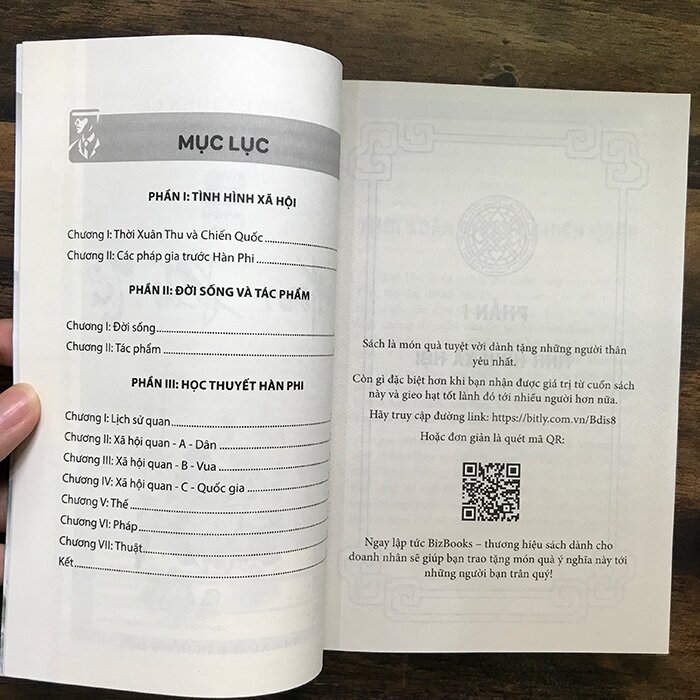 MỤC LỤC
PHẦN I: TÌNH HÌNH XÃ HỘI
Chương I: Thời Xuân Thu và Chiến Quốc
Chương II: Các pháp gia trước Hàn Phi
PHẦN II: ĐỜI SỐNG VÀ TÁC PHẨM
Chương I: Đời sống
Chương II: Tác phẩm
PHẦN III: HỌC THUYẾT HÀN PHI
Chương I: Lịch sử quan
Chương II: Xã hội quan - A - Dân
Chương III: Xã hội quan - B - Vua
Chương IV: Xã hội quan - C - Quốc gia
Chương V: Thế
Chương VI: Pháp
Chương VII: Thuật
Kết
Sách là món quà tuyệt vời dành tặng những người thân
yêu nhất.
Còn gì đặc biệt hơn khi bạn nhận được giá trị từ cuốn sách
này và gieo hạt tốt lành đó tới nhiều người hơn nữa.
Hãy truy cập đường link: https://bitly.com.vn/Bdis8
Hoặc đơn giản là quét mã QR:
Ngay lập tức BizBooks – thương hiệu sách dành cho
doanh nhân sẽ giúp bạn trao tặng món quà ý nghĩa này tới
những người bạn trân quý!